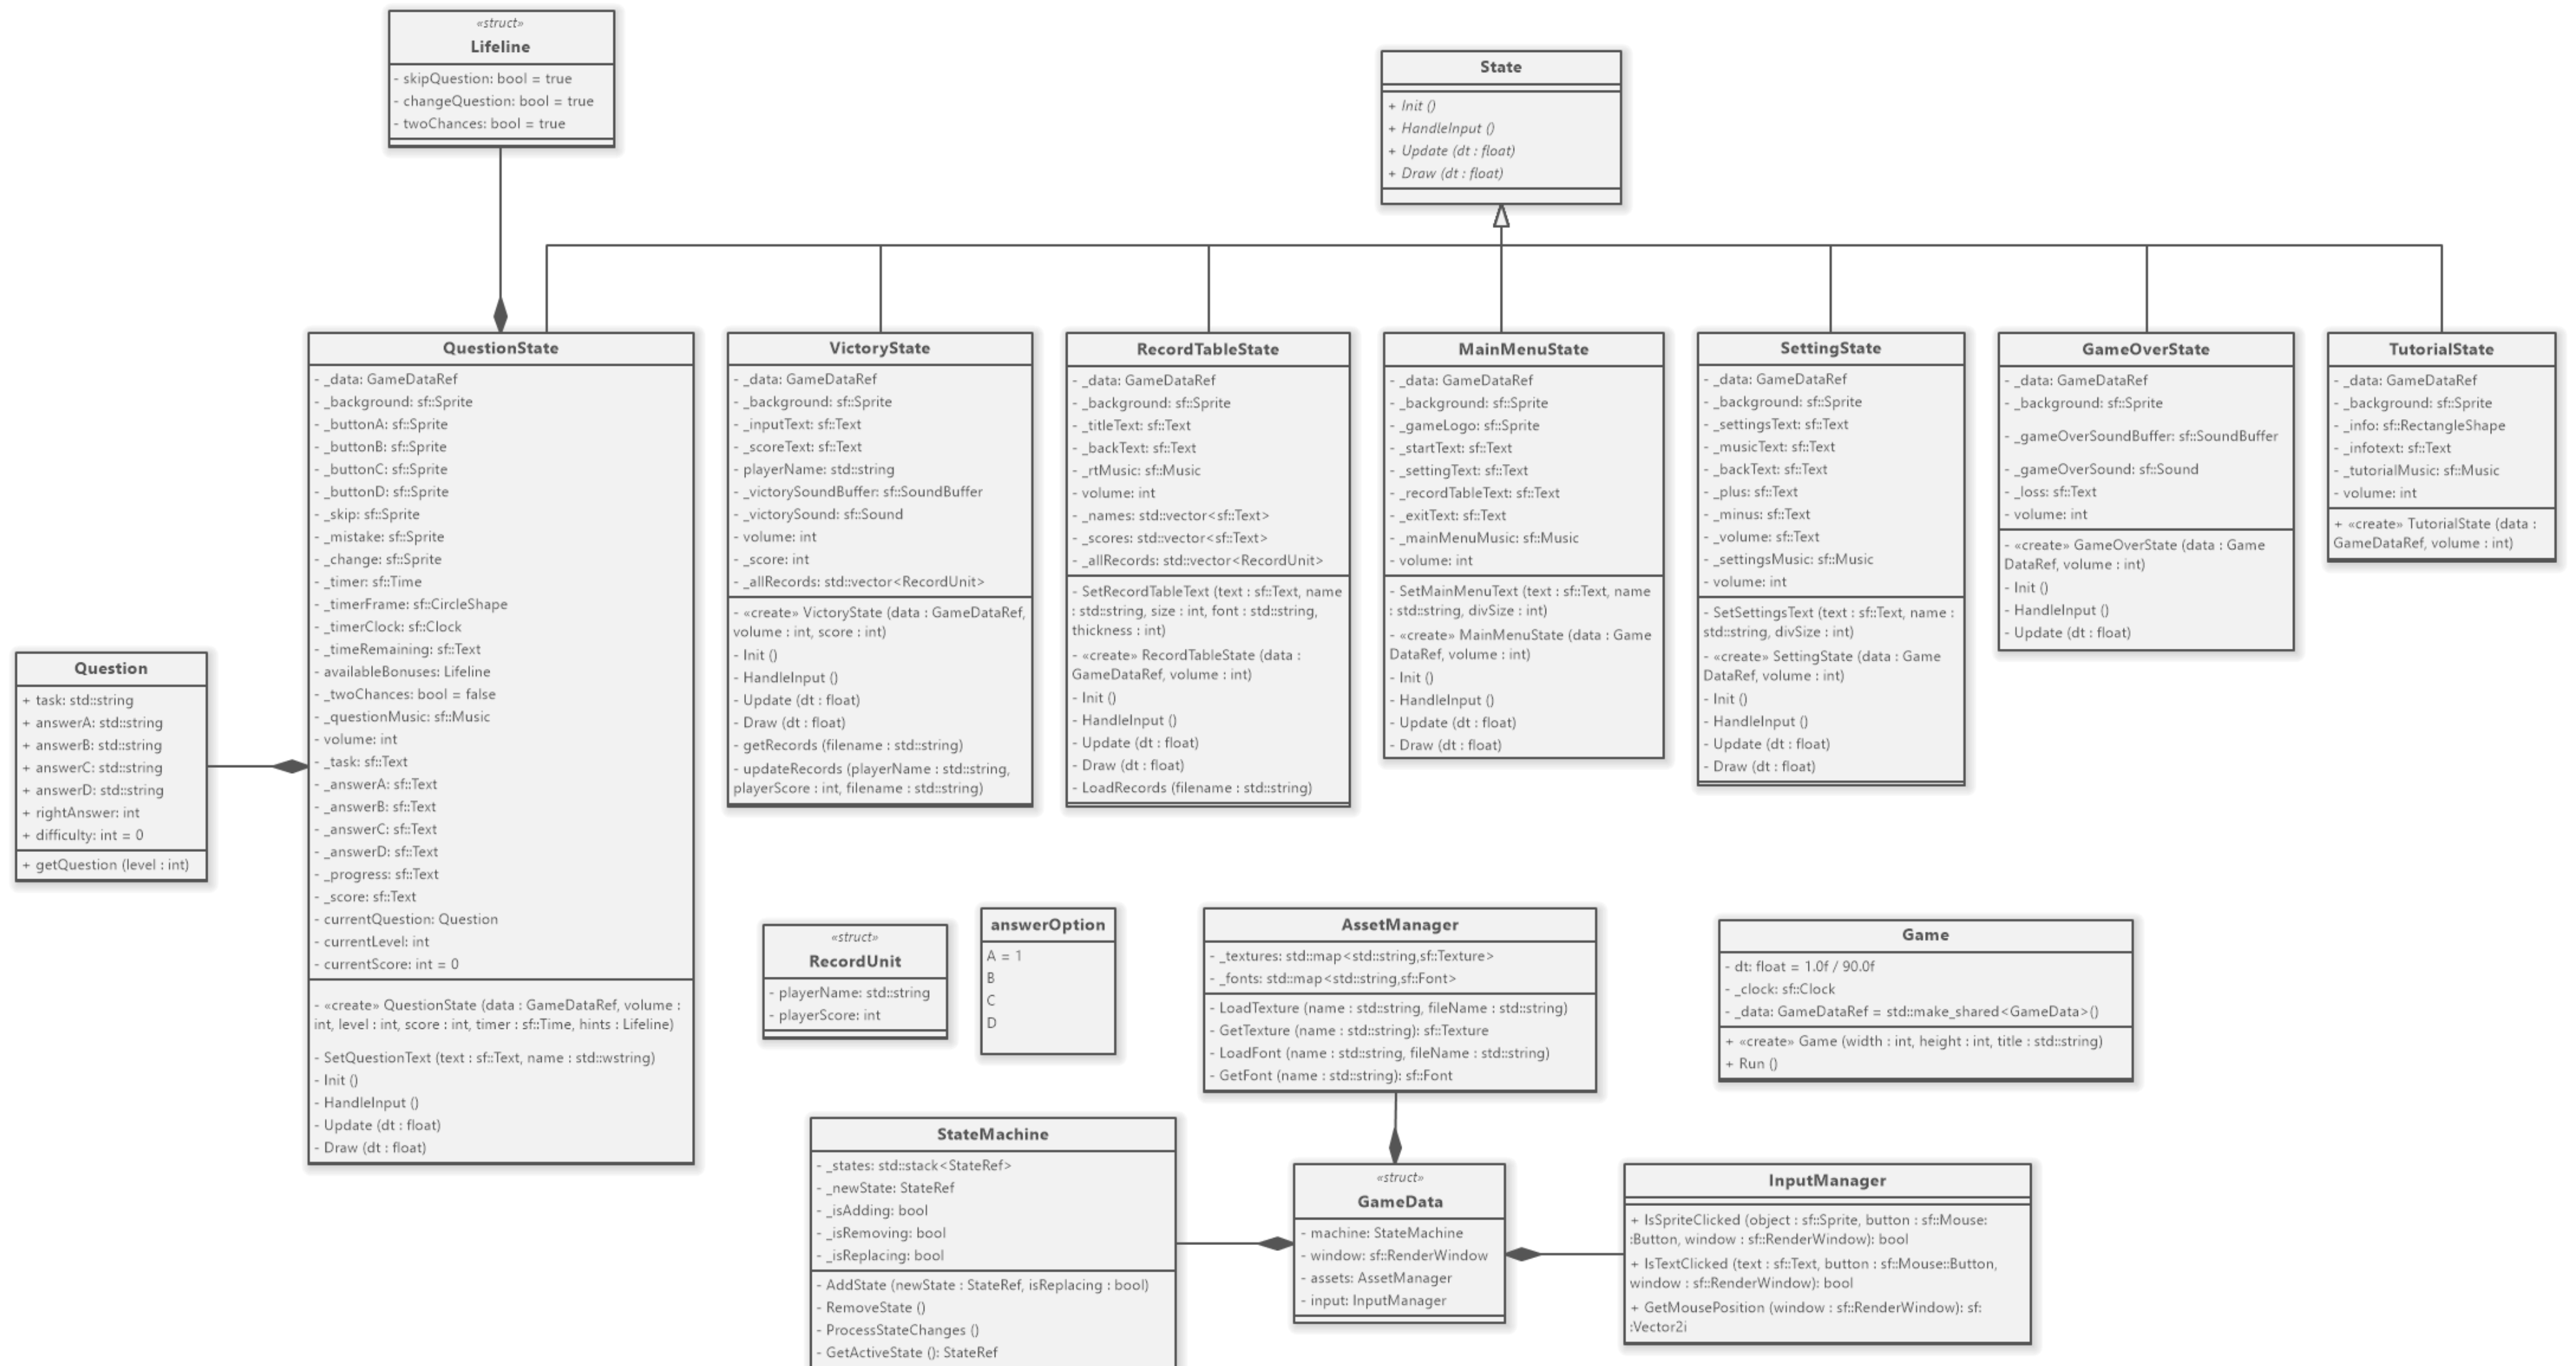 «struct»
Lifeline
- skipQuestion: bool = true
- changeQuestion: bool = true
- twoChances: bool = true
State
+ Init ()
+ HandleInput ()
+ Update (dt : float)
+ Draw (dt : float)
QuestionState
- _data: GameDataRef
- _background: sf::Sprite
- _buttonA: sf::Sprite
- _buttonB: sf::Sprite
- _buttonC: sf::Sprite
- _buttonD: sf::Sprite
- _skip: sf::Sprite
- _mistake: sf::Sprite
- _change: sf::Sprite
- _timer: sf::Time
- _timerFrame: sf::CircleShape
- _timerClock: sf::Clock
- _timeRemaining: sf::Text
- availableBonuses: Lifeline
- _twoChances: bool = false
- _questionMusic: sf::Music
- volume: int
- _task: sf::Text
- _answerA: sf::Text
- _answerB: sf::Text
- _answerC: sf::Text
- _answerD: sf::Text
- _progress: sf::Text
- _score: sf::Text
- currentQuestion: Question
- currentLevel: int
- currentScore: int = 0
- «create» QuestionState (data : GameDataRef, volume :
int, level : int, score : int, timer : sf::Time, hints : Lifeline)
- SetQuestionText (text : sf::Text, name : std::wstring)
- Init ()
- HandleInput ()
- Update (dt : float)
- Draw (dt : float)
VictoryState
- _data: GameDataRef
- _background: sf::Sprite
- _inputText: sf::Text
- _scoreText: sf::Text
- playerName: std::string
- _victorySoundBuffer: sf::SoundBuffer
- _victorySound: sf::Sound
- volume: int
- _score: int
- _allRecords: std::vector<RecordUnit>
- «create» VictoryState (data : GameDataRef,
volume : int, score : int)
- Init ()
- HandleInput ()
- Update (dt : float)
- Draw (dt : float)
- getRecords (filename : std::string)
- updateRecords (playerName : std::string,
playerScore : int, filename : std::string)
RecordTableState
- _data: GameDataRef
- _background: sf::Sprite
- _titleText: sf::Text
- _backText: sf::Text
- _rtMusic: sf::Music
- volume: int
- _names: std::vector<sf::Text>
- _scores: std::vector<sf::Text>
- _allRecords: std::vector<RecordUnit>
- SetRecordTableText (text : sf::Text, name
: std::string, size : int, font : std::string,
thickness : int)
- «create» RecordTableState (data :
GameDataRef, volume : int)
- Init ()
- HandleInput ()
- Update (dt : float)
- Draw (dt : float)
- LoadRecords (filename : std::string)
MainMenuState
- _data: GameDataRef
- _background: sf::Sprite
- _gameLogo: sf::Sprite
- _startText: sf::Text
- _settingText: sf::Text
- _recordTableText: sf::Text
- _exitText: sf::Text
- _mainMenuMusic: sf::Music
- volume: int
- SetMainMenuText (text : sf::Text, name
: std::string, divSize : int)
- «create» MainMenuState (data : Game
DataRef, volume : int)
- Init ()
- HandleInput ()
- Update (dt : float)
- Draw (dt : float)
SettingState
- _data: GameDataRef
- _background: sf::Sprite
- _settingsText: sf::Text
- _musicText: sf::Text
- _backText: sf::Text
- _plus: sf::Text
- _minus: sf::Text
- _volume: sf::Text
- _settingsMusic: sf::Music
- volume: int
- SetSettingsText (text : sf::Text, name :
std::string, divSize : int)
- «create» SettingState (data : Game
DataRef, volume : int)
- Init ()
- HandleInput ()
- Update (dt : float)
- Draw (dt : float)
GameOverState
- _data: GameDataRef
- _background: sf::Sprite
- _gameOverSoundBuffer: sf::SoundBuffer
- _gameOverSound: sf::Sound
- _loss: sf::Text
- volume: int
- «create» GameOverState (data : Game
DataRef, volume : int)
- Init ()
- HandleInput ()
- Update (dt : float)
TutorialState
- _data: GameDataRef
- _background: sf::Sprite
- _info: sf::RectangleShape
- _infotext: sf::Text
- _tutorialMusic: sf::Music
- volume: int
+ «create» TutorialState (data :
GameDataRef, volume : int)
Question
+ task: std::string
+ answerA: std::string
+ answerB: std::string
+ answerC: std::string
+ answerD: std::string
+ rightAnswer: int
+ difficulty: int = 0
+ getQuestion (level : int)
«struct»
RecordUnit
- playerName: std::string
- playerScore: int
answerOption
A = 1
B
C
D
AssetManager
- _textures: std::map<std::string,sf::Texture>
- _fonts: std::map<std::string,sf::Font>
- LoadTexture (name : std::string, fileName : std::string)
- GetTexture (name : std::string): sf::Texture
- LoadFont (name : std::string, fileName : std::string)
- GetFont (name : std::string): sf::Font
Game
- dt: float = 1.0f / 90.0f
- _clock: sf::Clock
- _data: GameDataRef = std::make_shared<GameData>()
+ «create» Game (width : int, height : int, title : std::string)
+ Run ()
StateMachine
- _states: std::stack<StateRef>
- _newState: StateRef
- _isAdding: bool
- _isRemoving: bool
- _isReplacing: bool
- AddState (newState : StateRef, isReplacing : bool)
- RemoveState ()
- ProcessStateChanges ()
- GetActiveState (): StateRef
«struct»
GameData
- machine: StateMachine
- window: sf::RenderWindow
- assets: AssetManager
- input: InputManager
InputManager
+ IsSpriteClicked (object : sf::Sprite, button : sf::Mouse:
:Button, window : sf::RenderWindow): bool
+ IsTextClicked (text : sf::Text, button : sf::Mouse::Button,
window : sf::RenderWindow): bool
+ GetMousePosition (window : sf::RenderWindow): sf:
:Vector2i